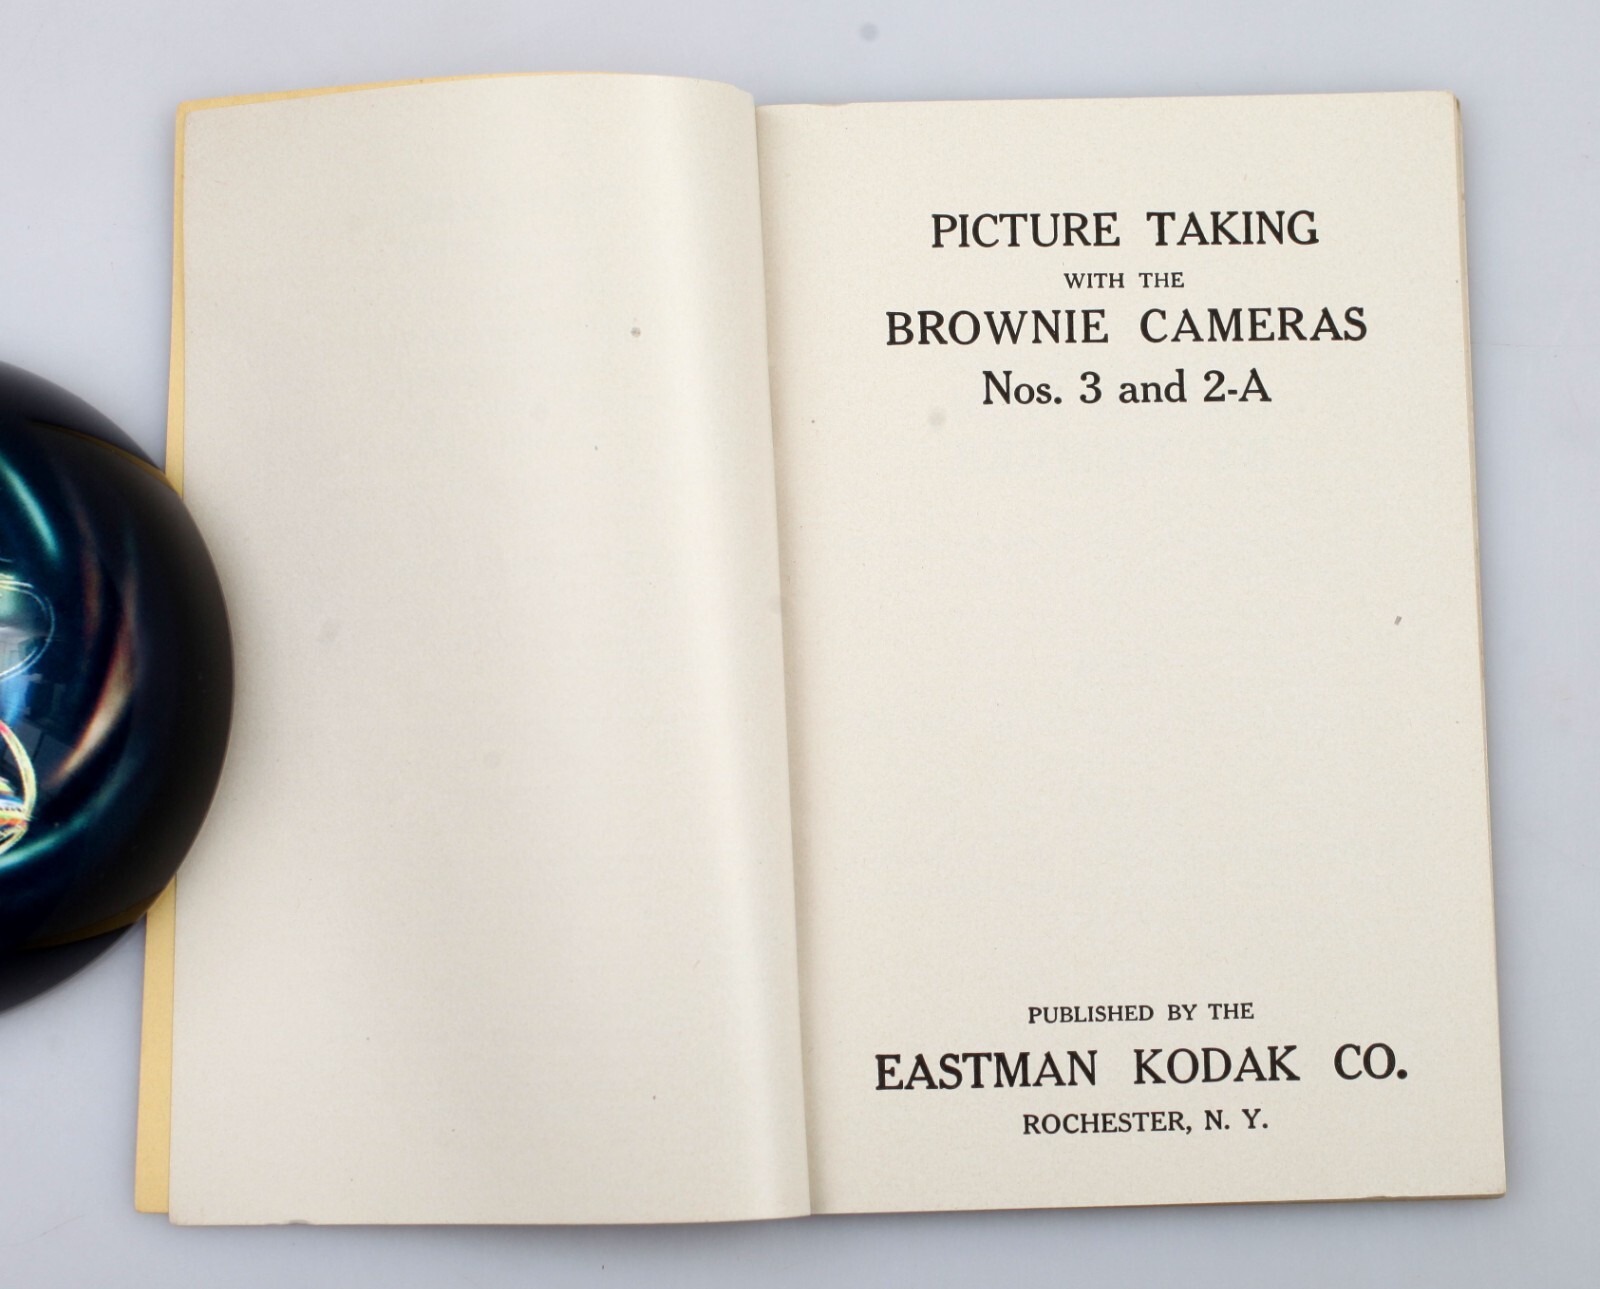 PICTURE TAKING
WITH THE
BROWNIE CAMERAS
Nos. 3 and 2-A
PUBLISHED BY THE
EASTMAN KODAK CO.
ROCHESTER, N. Y.